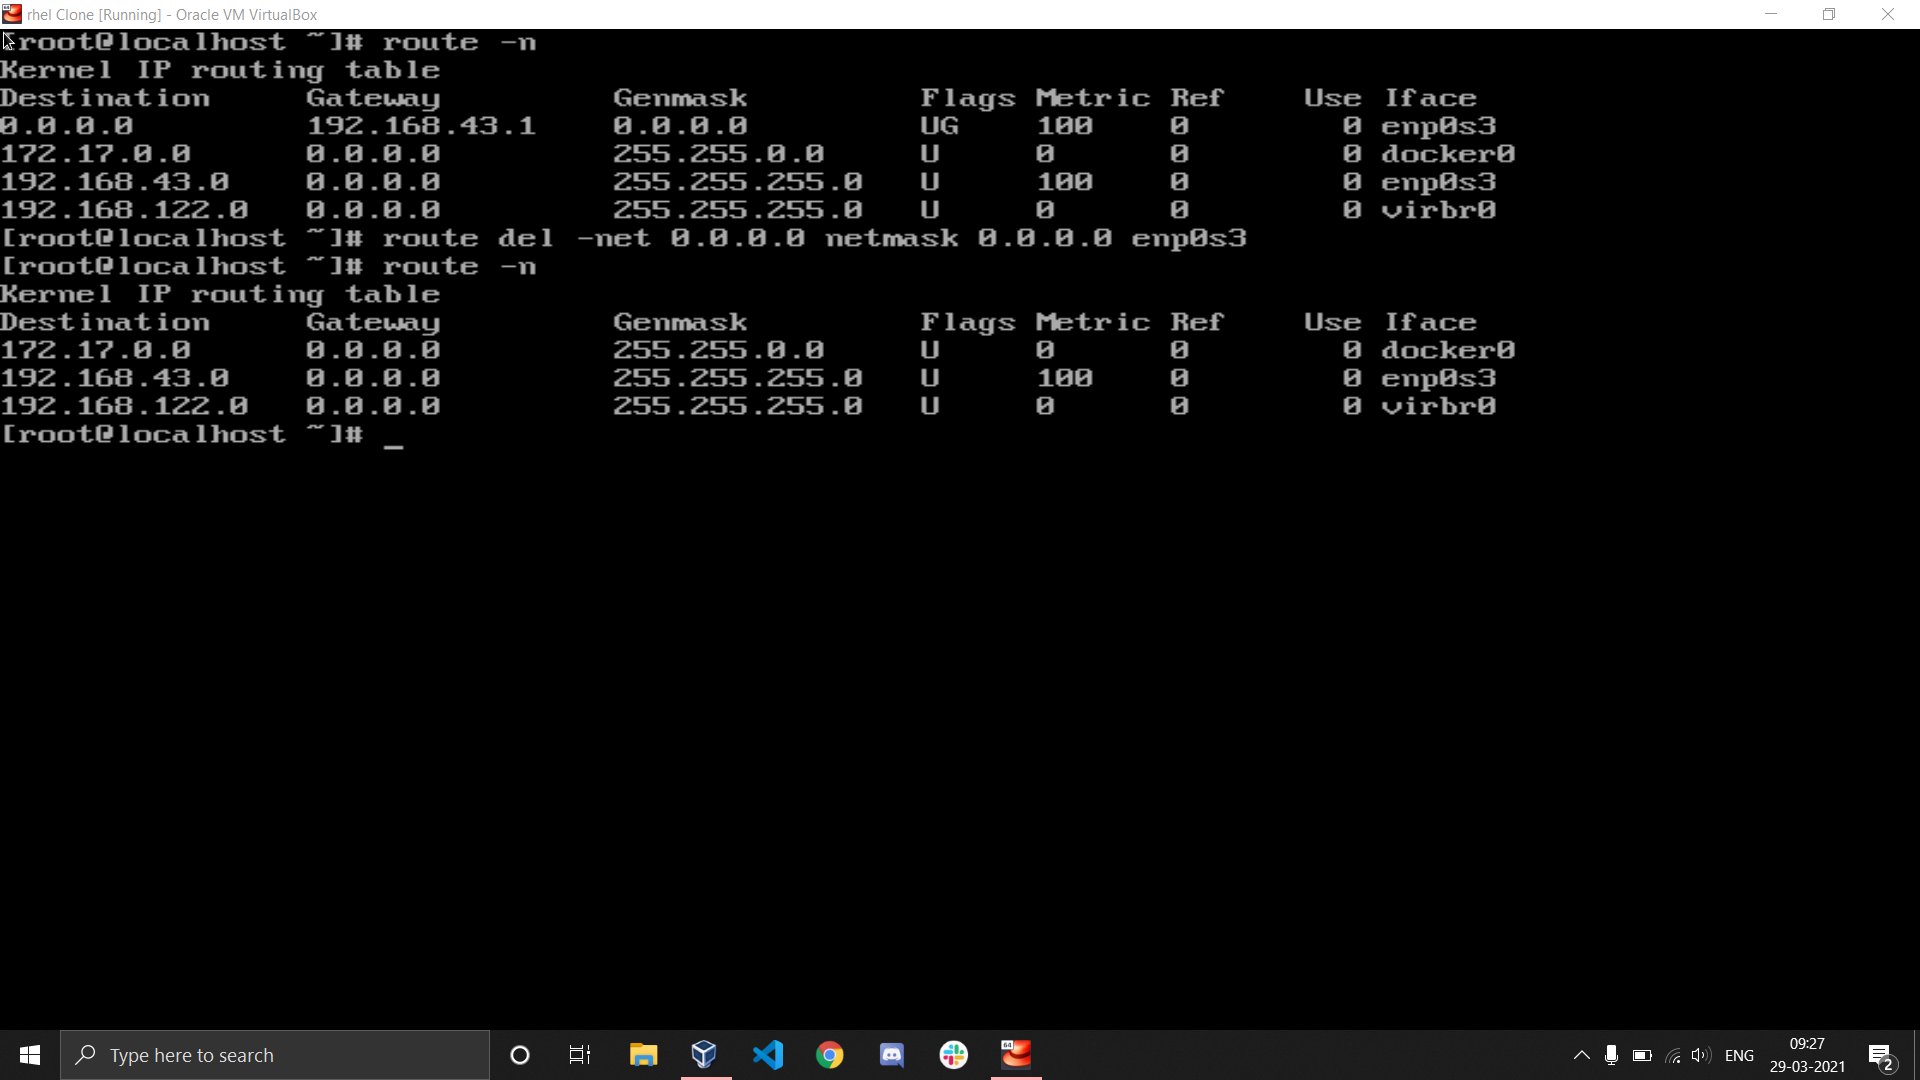 rhel Clone [Running] - Oracle VM VirtualBox
[root@localhost ~]# route -n
Kernel IP routing table
Destination     Gateway         Genmask         Flags Metric Ref    Use Iface
0.0.0.0         192.168.43.1    0.0.0.0         UG    100    0        0 enp0s3
172.17.0.0      0.0.0.0         255.255.0.0     U     0      0        0 docker0
192.168.43.0    0.0.0.0         255.255.255.0   U     100    0        0 enp0s3
192.168.122.0   0.0.0.0         255.255.255.0   U     0      0        0 virbr0
[root@localhost ~]# route del -net 0.0.0.0 netmask 0.0.0.0 enp0s3
[root@localhost ~]# route -n
Kernel IP routing table
Destination     Gateway         Genmask         Flags Metric Ref    Use Iface
172.17.0.0      0.0.0.0         255.255.0.0     U     0      0        0 docker0
192.168.43.0    0.0.0.0         255.255.255.0   U     100    0        0 enp0s3
192.168.122.0   0.0.0.0         255.255.255.0   U     0      0        0 virbr0
[root@localhost ~]# _
Type here to search
64
ENG
09:27
29-03-2021
2